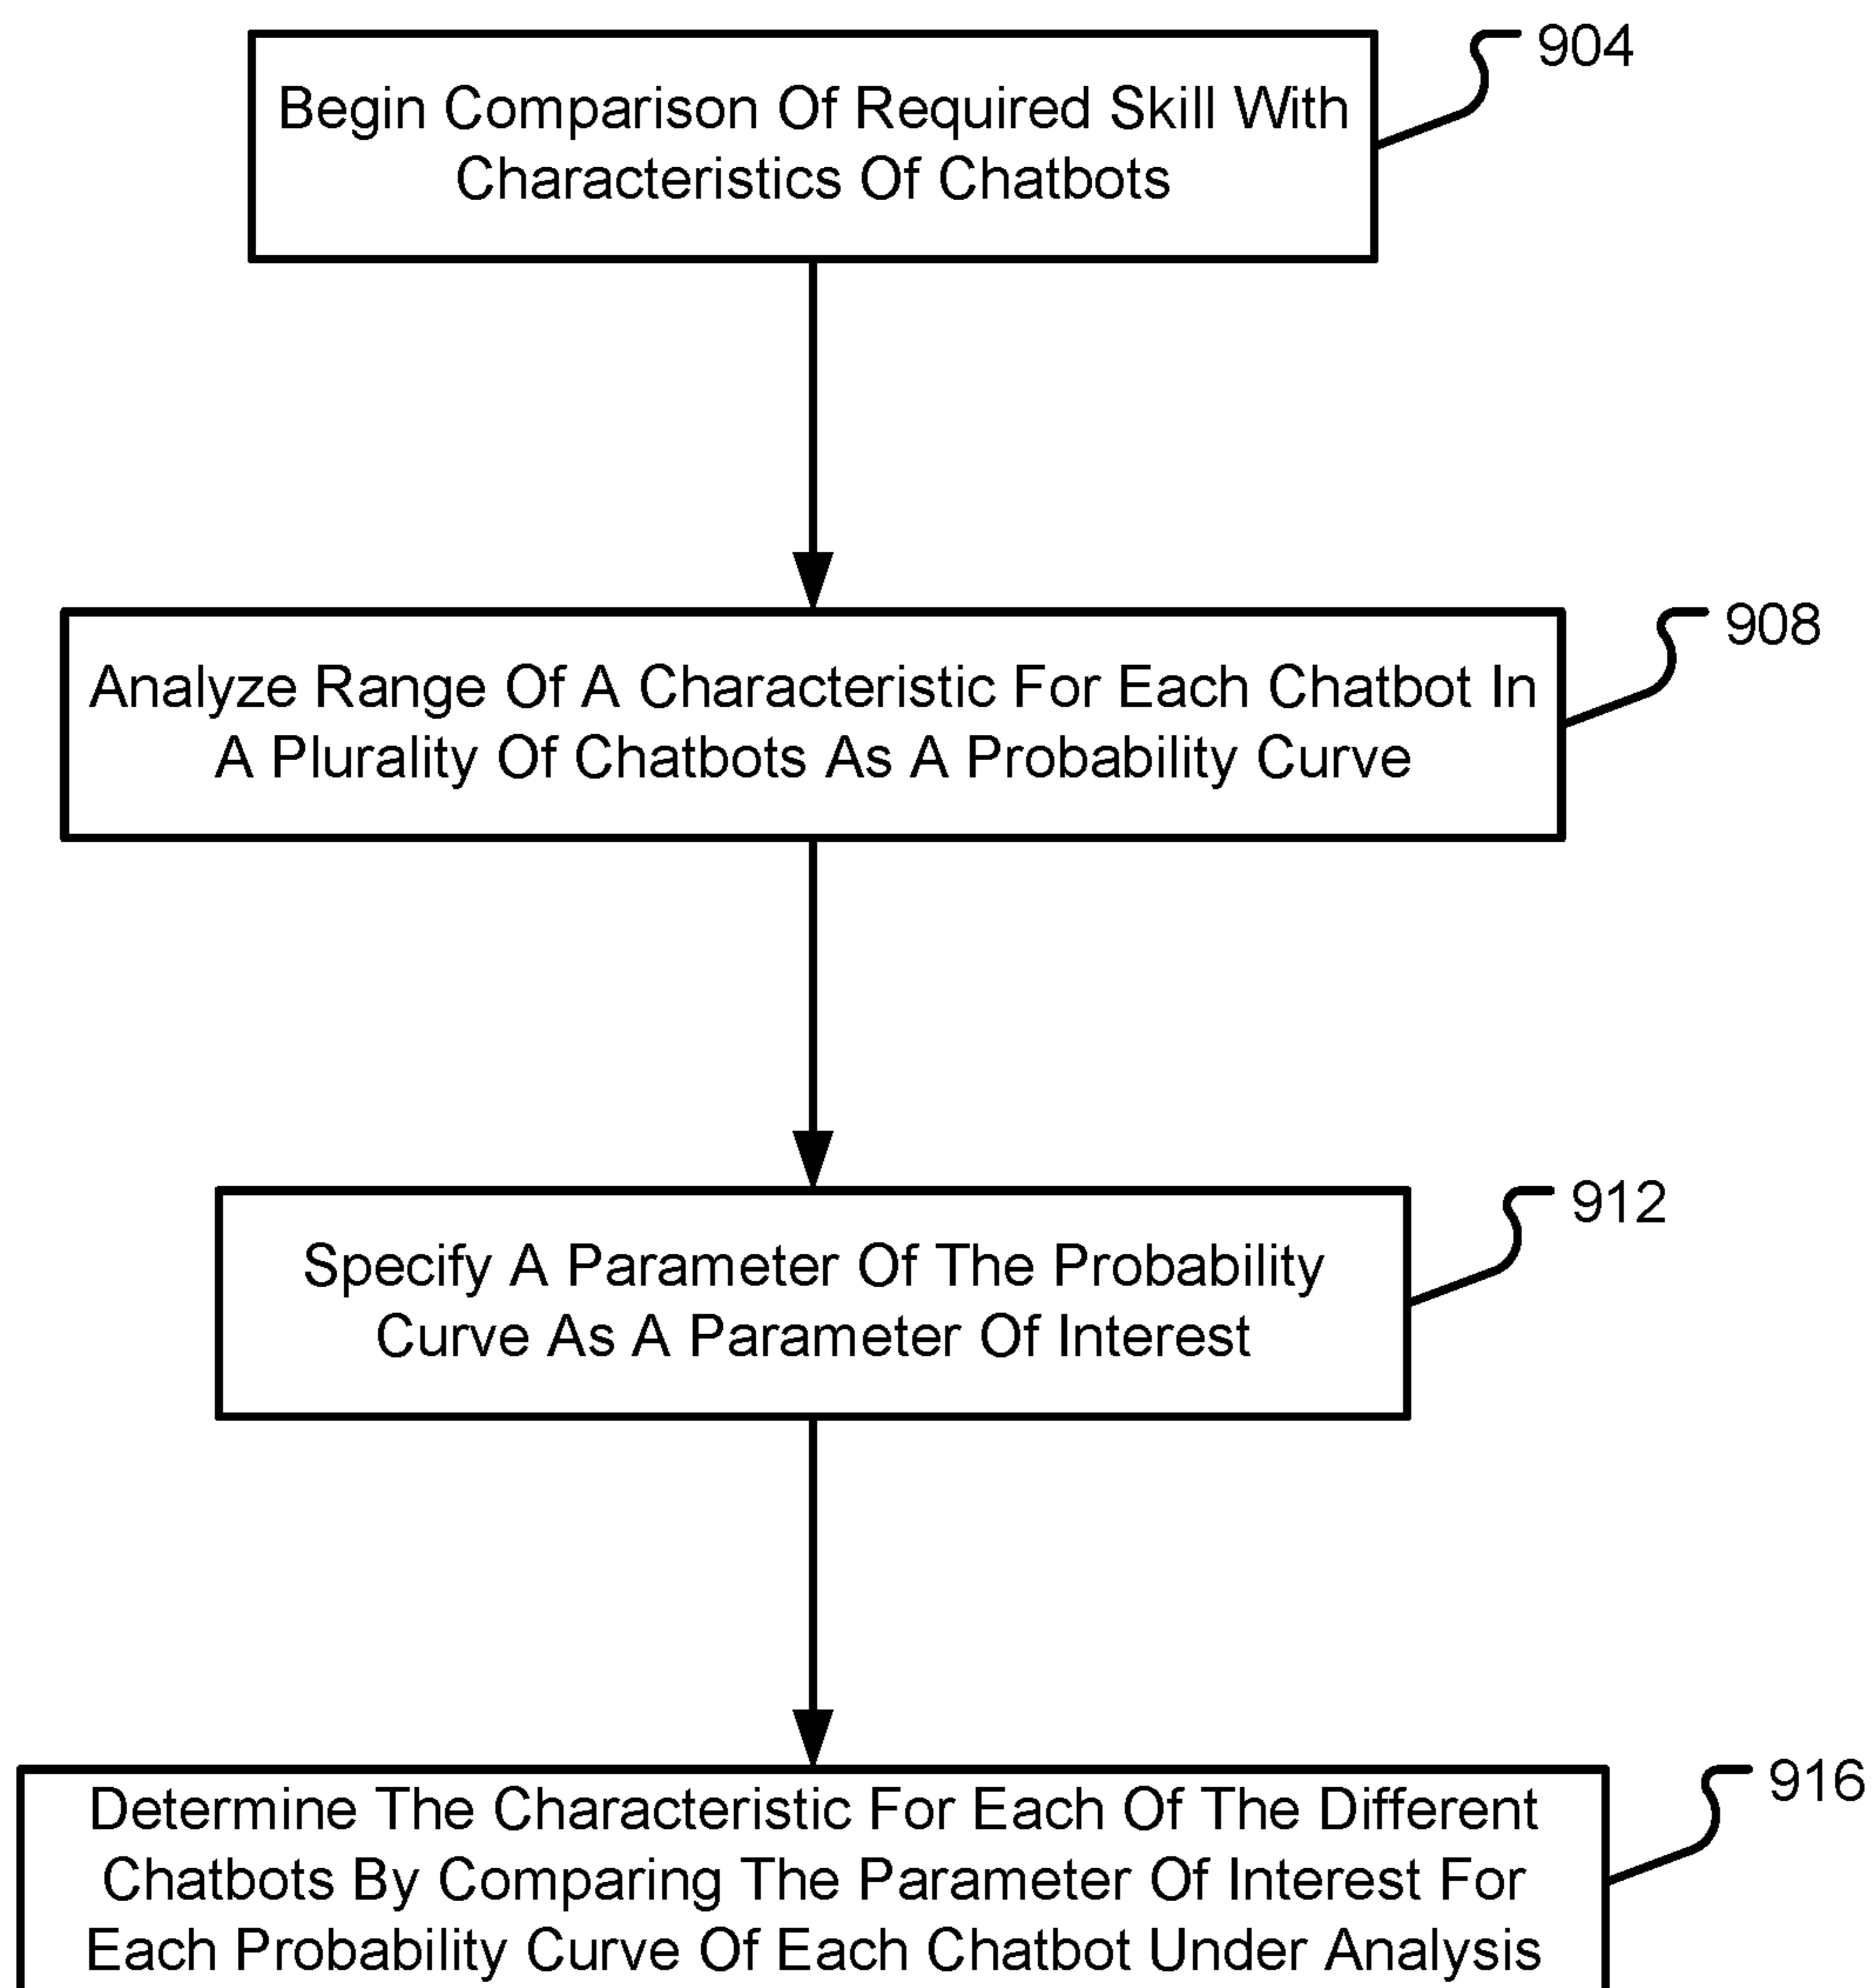 904
Begin Comparison Of Required Skill With
Characteristics Of Chatbots
908
Analyze Range Of A Characteristic For Each Chatbot In
A Plurality Of Chatbots As A Probability Curve
912
Specify A Parameter Of The Probability
Curve As A Parameter Of Interest
916
Determine The Characteristic For Each Of The Different
Chatbots By Comparing The Parameter Of Interest For
Each Probability Curve Of Each Chatbot Under Analysis